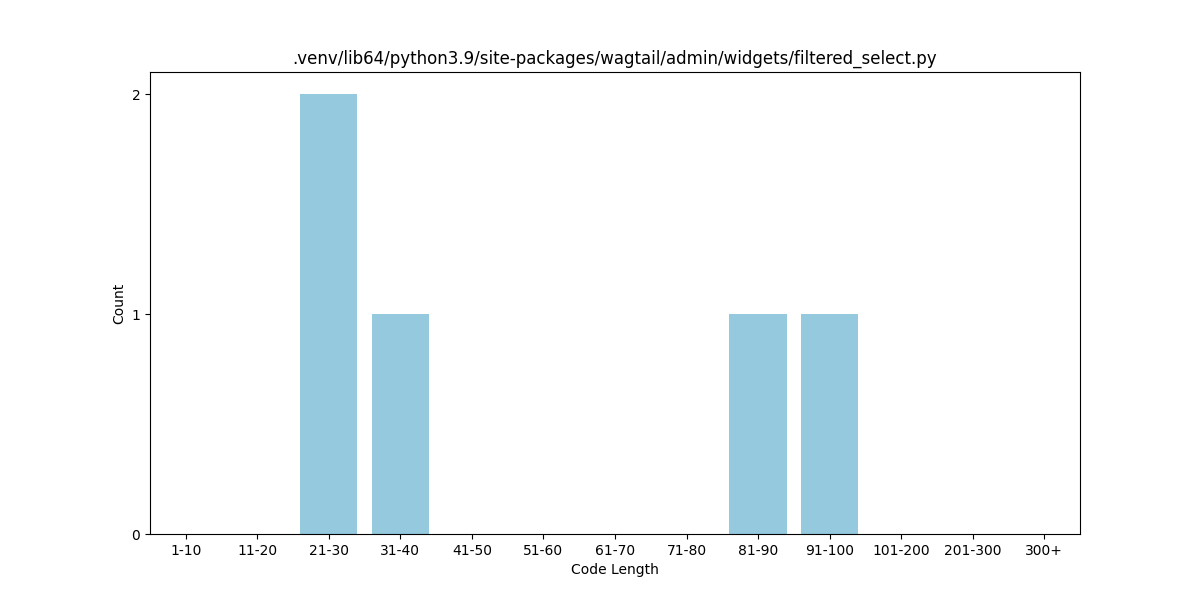 .venv/lib64/python3.9/site-packages/wagtail/admin/widgets/filtered_select.py
2
1
0
Count
1-10 11-20 21-30 31-40 41-50 51-60 61-70 71-80 81-90 91-100 101-200 201-300 300+
Code Length